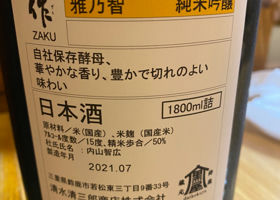 作
ZAKU
雅乃智 純米吟醸
自社保存酵母、
華やかな香り、豊かで切れのよい
味わい
日本酒
1800ml詰
原材料／米(国産)、米麹(国産米)
アルコール度数／15度、精米歩合／50%
杜氏氏名：内山智広
製造年月
2021.07
三重県鈴鹿市若松東三丁目9番33号
清水清三郎商店株式会社